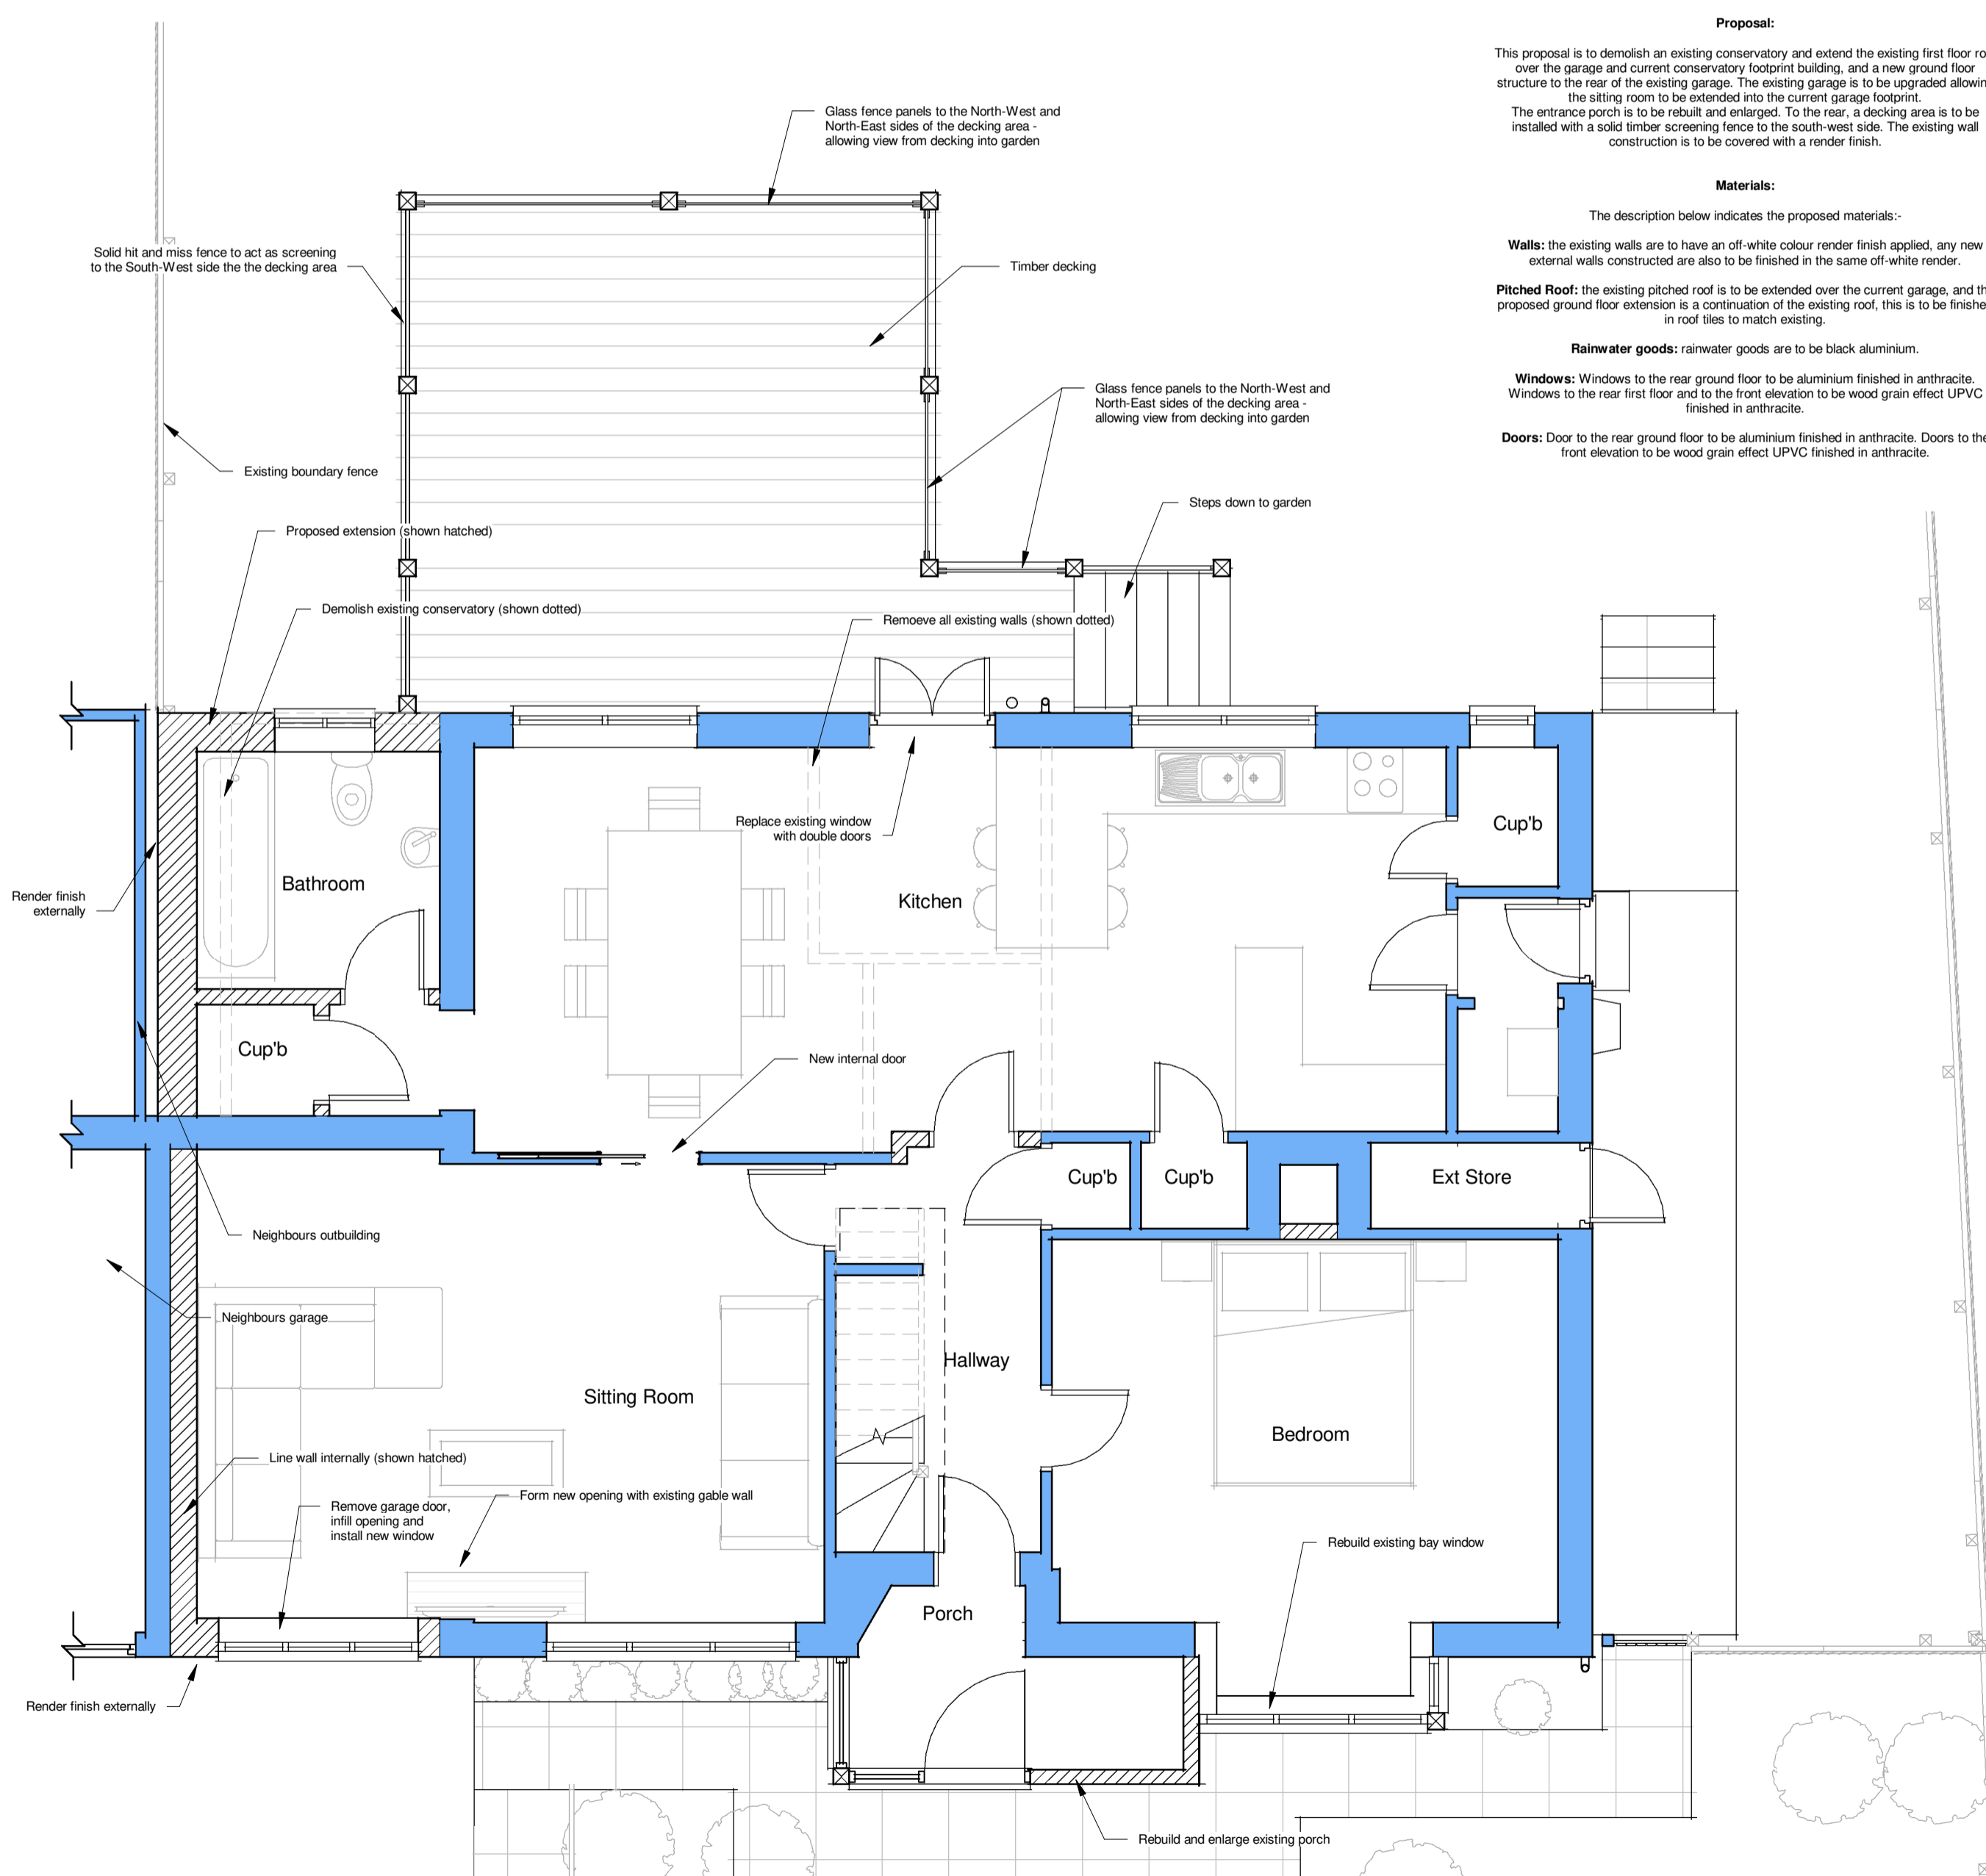 Proposal:
This proposal is to demolish an existing conservatory and extend the existing first floor ro
over the garage and current conservatory footprint building, and a new ground floor
structure to the rear of the existing garage. The existing garage is to be upgraded allowin
the sitting room to be extended into the current garage footprint.
The entrance porch is to be rebuilt and enlarged. To the rear, a decking area is to be
installed with a solid timber screening fence to the south-west side. The existing wall
construction is to be covered with a render finish.
Materials:
The description below indicates the proposed materials:-
Walls: the existing walls are to have an off-white colour render finish applied, any new
external walls constructed are also to be finished in the same off-white render.
Pitched Roof: the existing pitched roof is to be extended over the current garage, and th
proposed ground floor extension is a continuation of the existing roof, this is to be finishe
in roof tiles to match existing.
Rainwater goods: rainwater goods are to be black aluminium.
Windows: Windows to the rear ground floor to be aluminium finished in anthracite.
Windows to the rear first floor and to the front elevation to be wood grain effect UPVC
finished in anthracite.
Doors: Door to the rear ground floor to be aluminium finished in anthracite. Doors to the
front elevation to be wood grain effect UPVC finished in anthracite.
Glass fence panels to the North-West and
North-East sides of the decking area -
allowing view from decking into garden
Solid hit and miss fence to act as screening
to the South-West side the the decking area
Timber decking
Glass fence panels to the North-West and
North-East sides of the decking area -
allowing view from decking into garden
Existing boundary fence
Steps down to garden
Proposed extension (shown hatched)
Demolish existing conservatory (shown dotted)
Remoeve all existing walls (shown dotted)
Replace existing window
with double doors
Cup'b
Bathroom
Kitchen
Render finish
externally
Cup'b
New internal door
Cup'b
Cup'b
Ext Store
Neighbours outbuilding
Neighbours garage
Hallway
Sitting Room
Bedroom
Line wall internally (shown hatched)
Form new opening with existing gable wall
Remove garage door,
infill opening and
install new window
Rebuild existing bay window
Porch
Render finish externally
Rebuild and enlarge existing porch